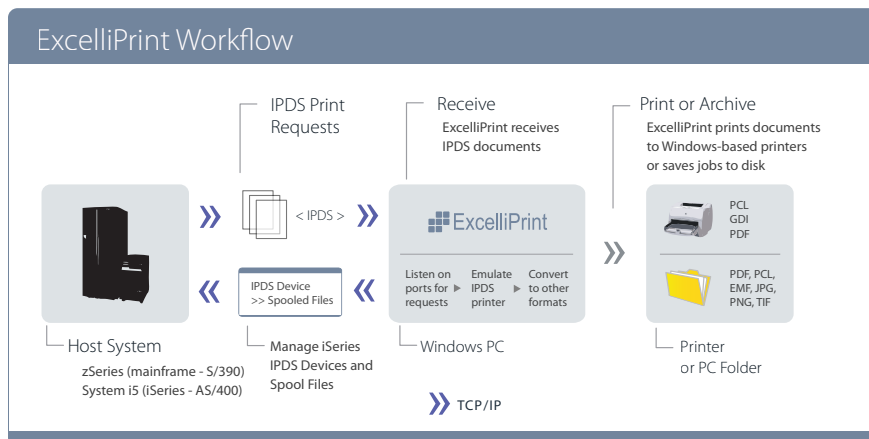 ExcelliPrint Workflow
IPDS Print
Requests
Receive
ExcelliPrint receives
IPDS documents
Print or Archive
ExcelliPrint prints documents
to Windows-based printers
or saves jobs to disk
< IPDS >
ExcelliPrint
PCL
GDI
PDF
IPDS Device
>> Spooled Files
Listen on
ports for
requests
Emulate
IPDS
printer
Convert
to other
formats
PDF, PCL,
EMF, JPG,
PNG, TIF
Host System
zSeries (mainframe - S/390)
System i5 (iSeries - AS/400)
Manage iSeries
IPDS Devices and
Spool Files
Windows PC
Printer
or PC Folder
TCP/IP